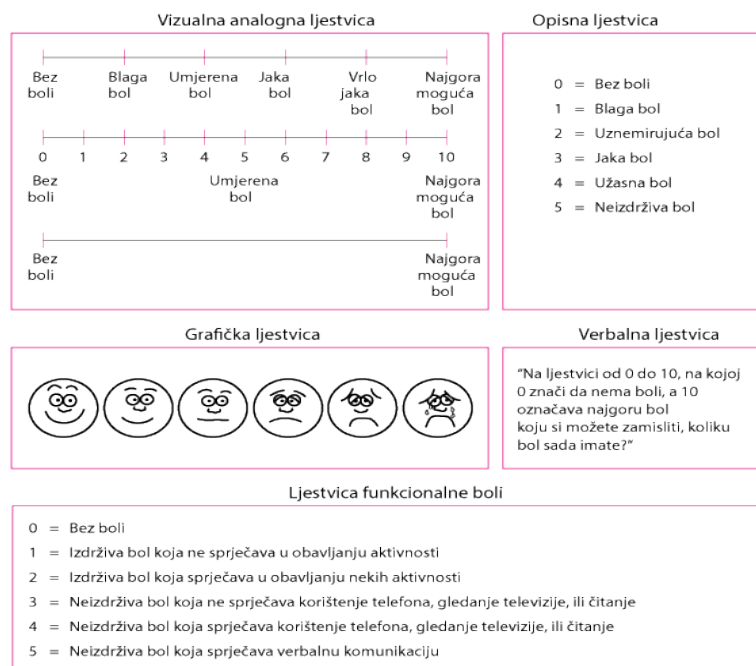 Vizualna analogna ljestvica
Bez boli
Blaga bol
Umjerena bol
Jaka bol
Vrlo jaka bol
Najgora moguća bol
0 1 2 3 4 5 6 7 8 9 10
Bez boli
Umjerena bol
Najgora moguća bol
Bez boli
Najgora moguća bol
Opisna ljestvica
0 = Bez boli
1 = Blaga bol
2 = Uznemirujuća bol
3 = Jaka bol
4 = Užasna bol
5 = Neizdrživa bol
Grafička ljestvica
Verbalna ljestvica
“Na ljestvici od 0 do 10, na kojoj
0 znači da nema boli, a 10
označava najgoru bol
koju si možete zamisliti, koliku
bol sada imate?”
Ljestvica funkcionalne boli
0 = Bez boli
1 = Izdrživa bol koja ne sprječava u obavljanju aktivnosti
2 = Izdrživa bol koja sprječava u obavljanju nekih aktivnosti
3 = Neizdrživa bol koja ne sprječava korištenje telefona, gledanje televizije, ili čitanje
4 = Neizdrživa bol koja sprječava korištenje telefona, gledanje televizije, ili čitanje
5 = Neizdrživa bol koja sprječava verbalnu komunikaciju